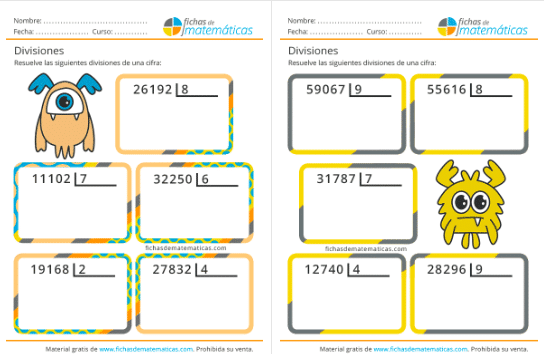 Nombre: ................................
Fecha: .................... Curso: ................
fichas de
matemáticas
Divisiones
Resuelve las siguientes divisiones de una cifra:
26192 8
11102 7
32250 6
fichasdematematicas.com
19168 2
27832 4
Material gratis de www.fichasdematematicas.com. Prohibida su venta.
Nombre: ................................
Fecha: .................... Curso: ................
fichas de
matemáticas
Divisiones
Resuelve las siguientes divisiones de una cifra:
59067 9
55616 8
31787 7
fichasdematematicas.com
12740 4
28296 9
Material gratis de www.fichasdematematicas.com. Prohibida su venta.